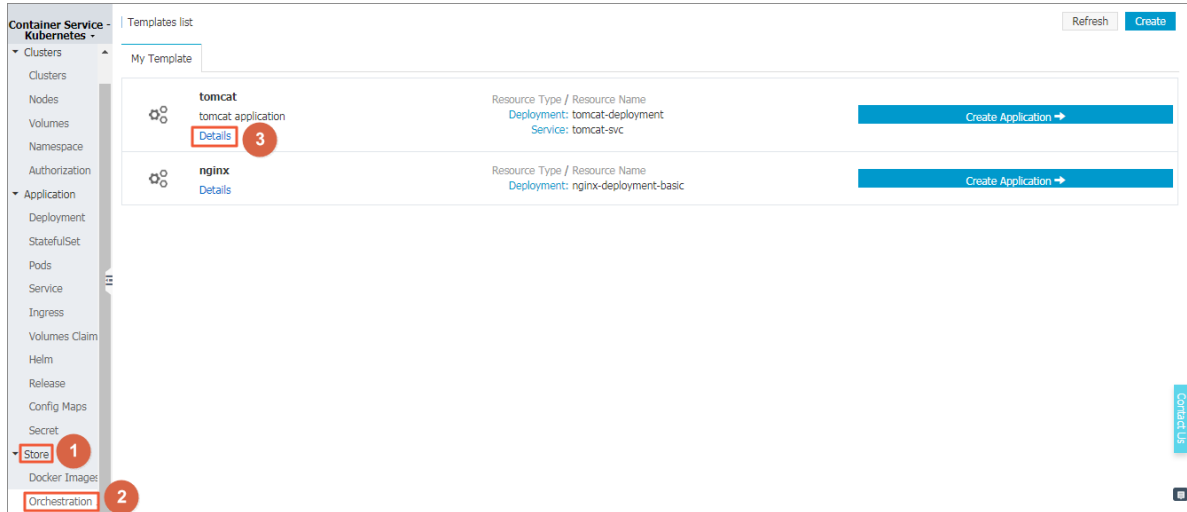 Container Service -
Kubernetes
Clusters
Clusters
Nodes
Volumes
Namespace
Authorization
Application
Deployment
StatefulSet
Pods
Service
Ingress
Volumes Claim
Helm
Release
Config Maps
Secret
Store
1
Docker Images
Orchestration
2
Templates list
Refresh
Create
My Template
tomcat
tomcat application
Details
3
Resource Type / Resource Name
Deployment: tomcat-deployment
Service: tomcat-svc
Create Application ➔
nginx
Details
Resource Type / Resource Name
Deployment: nginx-deployment-basic
Create Application ➔
Contact Us